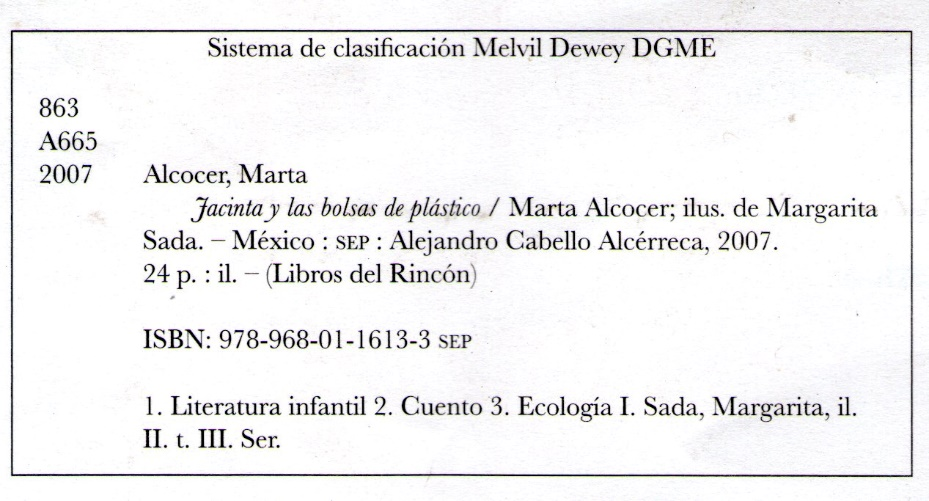 Sistema de clasificación Melvil Dewey DGME
863
A665
2007 Alcocer, Marta
Jacinta y las bolsas de plástico / Marta Alcocer; ilus. de Margarita
Sada. – México : SEP : Alejandro Cabello Alcérreca, 2007.
24 p. : il. – (Libros del Rincón)
ISBN: 978-968-01-1613-3 SEP
1. Literatura infantil 2. Cuento 3. Ecología I. Sada, Margarita, il.
II. t. III. Ser.